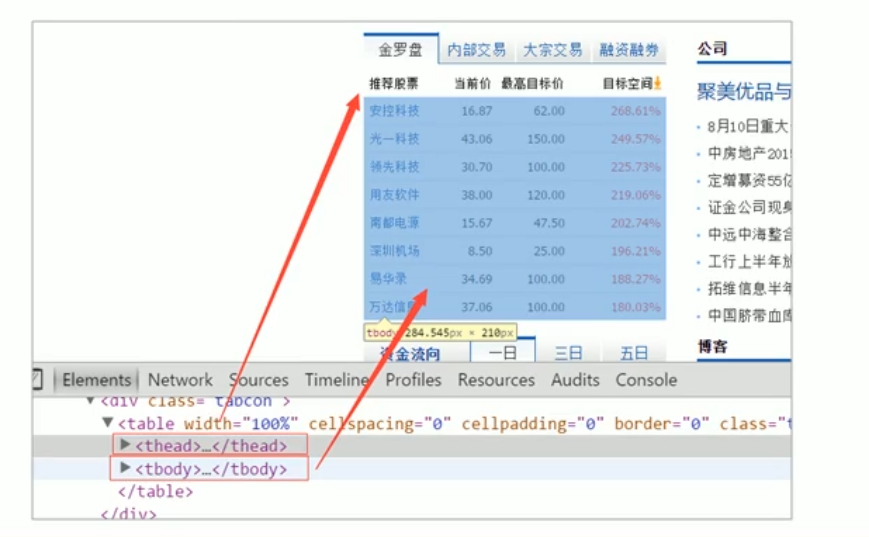 金罗盘 内部交易 大宗交易 融资融券 公司
推荐股票 当前价 最高目标价 目标空间
聚美优品与
安控科技 16.87 62.00 268.61%
8月10日重大
光一科技 43.06 150.00 249.57%
中房地产201
领先科技 30.70 100.00 225.73%
定增募资55亿
用友软件 38.00 120.00 219.06%
证金公司现身
南都电源 15.67 47.50 202.74%
中远中海整合
深圳机场 8.50 25.00 196.21%
工行上半年放
易华录 34.69 100.00 188.27%
拓维信息半年
万达信息 37.06 100.00 180.03%
中国脐带血库
tbody 284.545px × 210px
资金流向 一日 三日 五日 博客
Elements Network Sources Timeline Profiles Resources Audits Console
<div class="tabcon">
<table width="100%" cellspacing="0" cellpadding="0" border="0" class="t
<thead>…</thead>
<tbody>…</tbody>
</table>
</div>